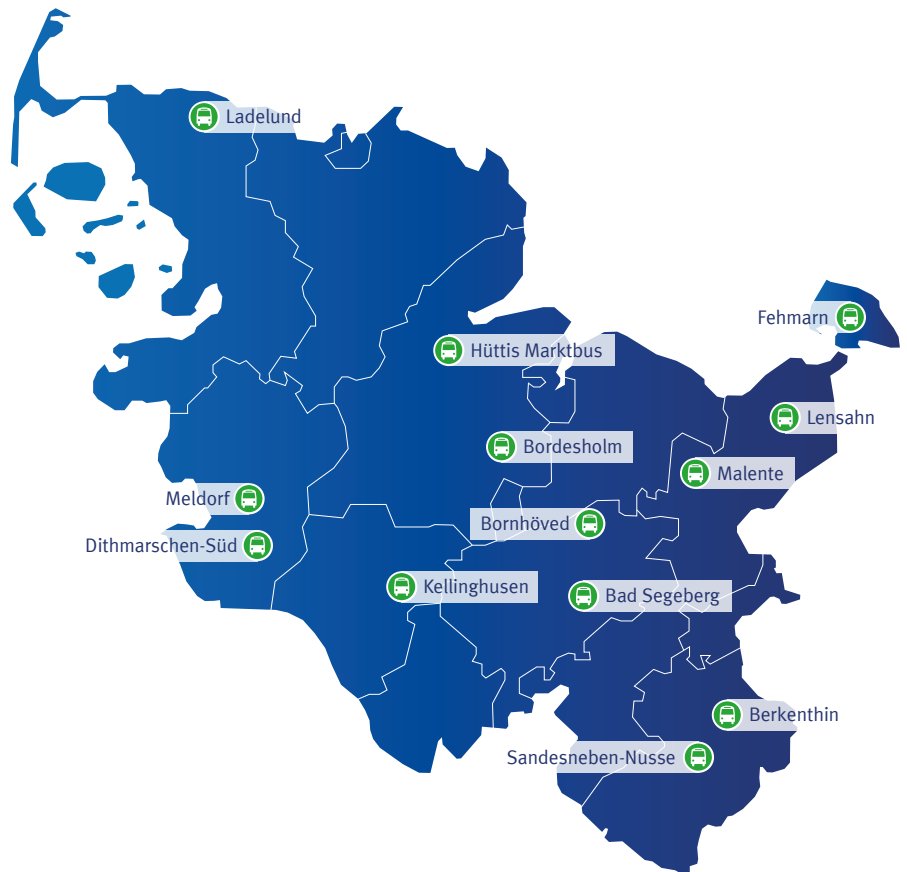 Ladelund
Fehmarn
Hüttis Marktbus
Lensahn
Bordesholm
Malente
Meldorf
Bornhöved
Dithmarschen-Süd
Kellinghusen
Bad Segeberg
Berkenthin
Sandesneben-Nusse